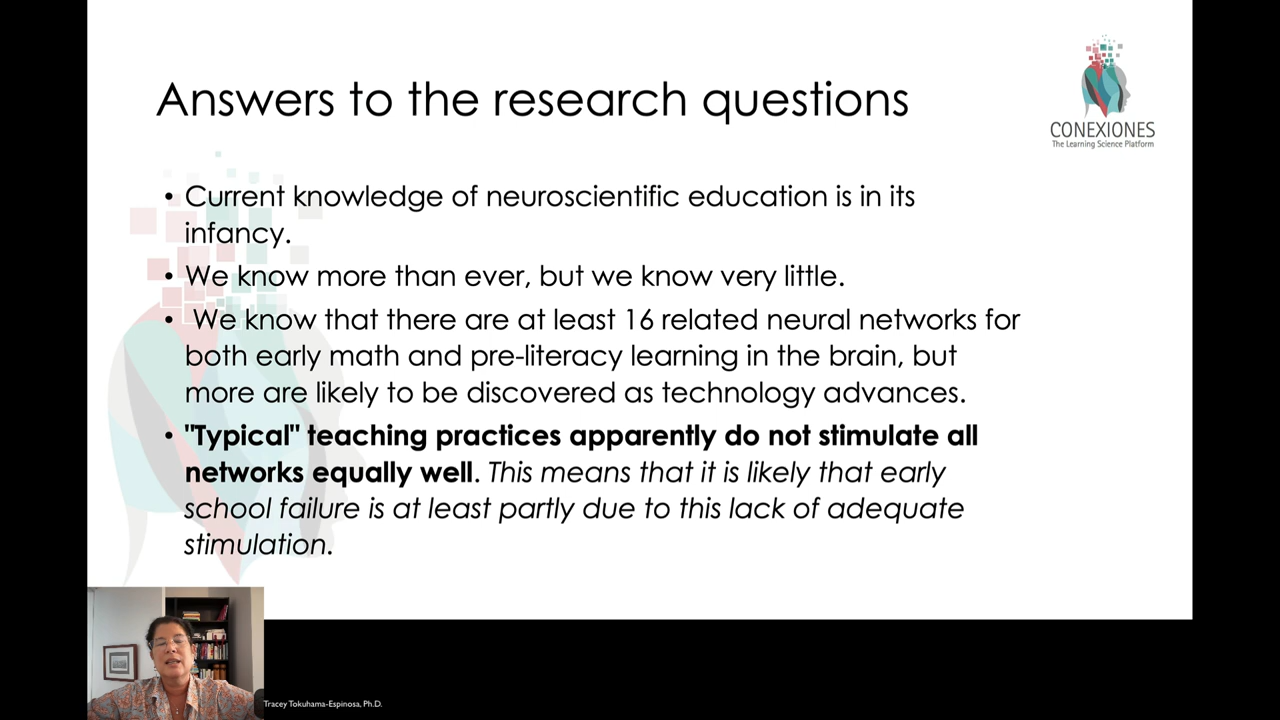 Answers to the research questions
CONEXIONES
The Learning Science Platform
• Current knowledge of neuroscientific education is in its
infancy.
• We know more than ever, but we know very little.
• We know that there are at least 16 related neural networks for
both early math and pre-literacy learning in the brain, but
more are likely to be discovered as technology advances.
• "Typical" teaching practices apparently do not stimulate all
networks equally well. This means that it is likely that early
school failure is at least partly due to this lack of adequate
stimulation.
Tracey Tokuhama-Espinosa, Ph.D.